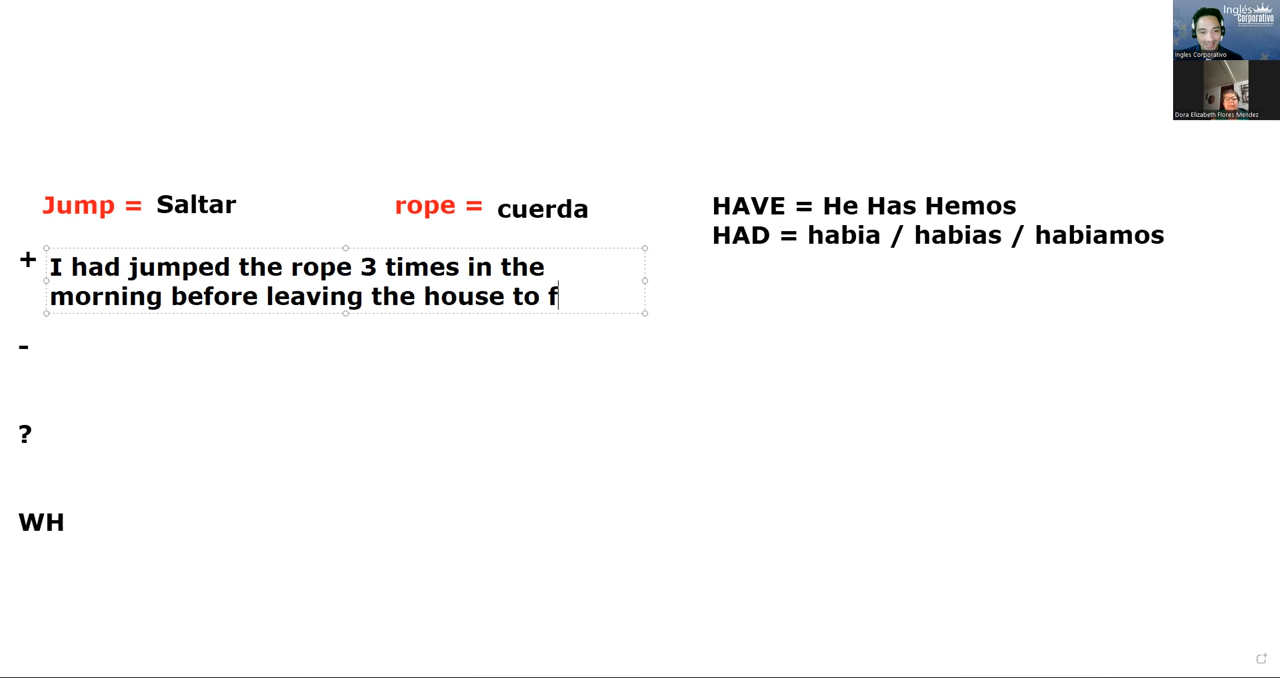 Inglés
Corporativo
Ingles Corporativo
Dora Elizabeth Flores Mendez
Jump = Saltar rope = cuerda
HAVE = He Has Hemos
HAD = habia / habias / habiamos
+ I had jumped the rope 3 times in the
morning before leaving the house to f
-
?
WH